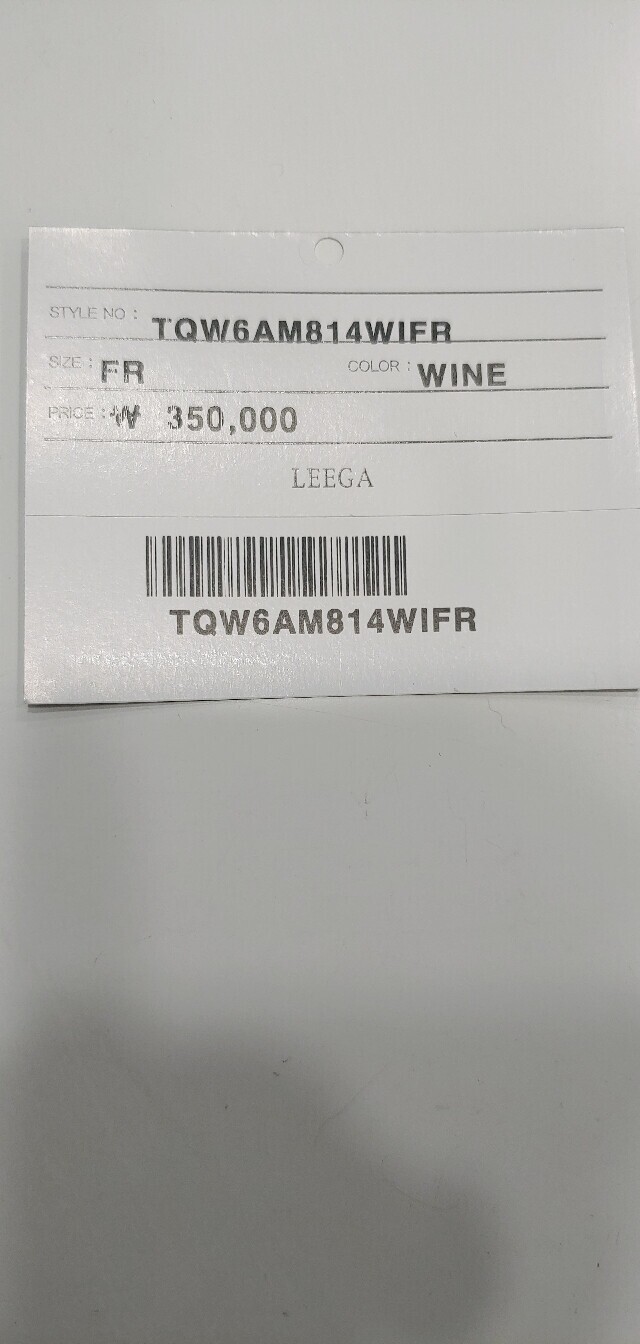 STYLE NO : TQW6AM814WIFR
SIZE : FR COLOR : WINE
PRICE : ₩ 350,000
LEEGA
TQW6AM814WIFR